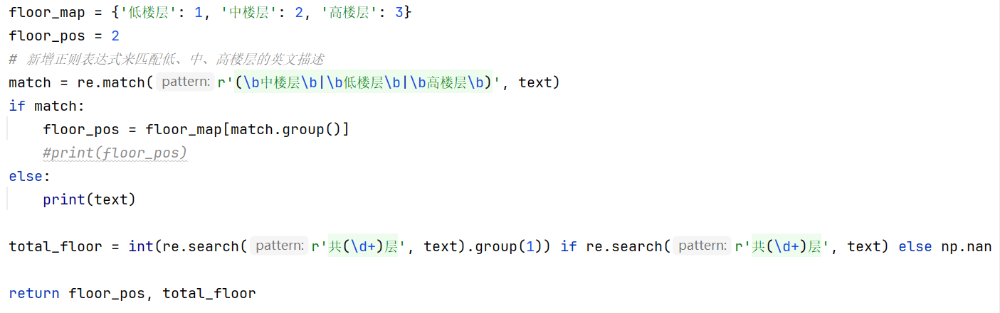 floor_map = {'低楼层': 1, '中楼层': 2, '高楼层': 3}
floor_pos = 2
# 新增正则表达式来匹配低、中、高楼层的英文描述
match = re.match( pattern: r'(\b中楼层\b|\b低楼层\b|\b高楼层\b)', text)
if match:
    floor_pos = floor_map[match.group()]
    #print(floor_pos)
else:
    print(text)
total_floor = int(re.search( pattern: r'共(\d+)层', text).group(1)) if re.search( pattern: r'共(\d+)层', text) else np.nan
return floor_pos, total_floor